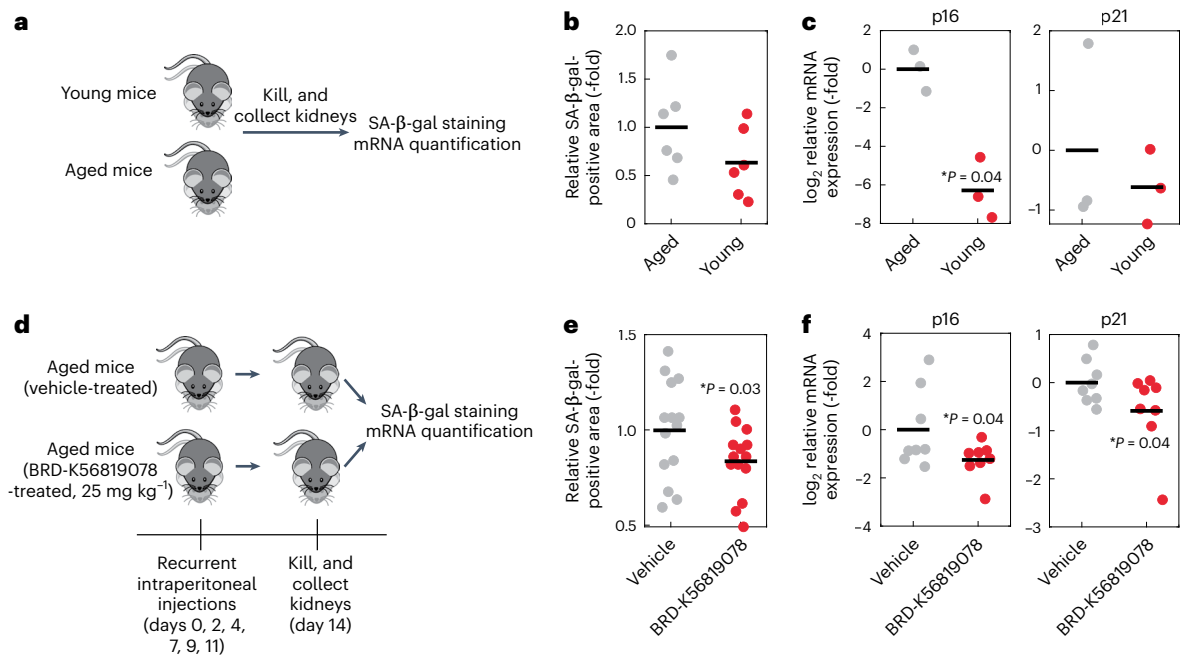 a
Young mice
Aged mice
Kill, and
collect kidneys
SA-β-gal staining
mRNA quantification
b
Relative SA-β-gal-
positive area (-fold)
2.0
1.5
1.0
0.5
0
Aged
Young
c
p16
log2 relative mRNA
expression (-fold)
2
0
−2
−4
−6
−8
*P = 0.04
Aged
Young
p21
2
1
0
−1
Aged
Young
d
Aged mice
(vehicle-treated)
Aged mice
(BRD-K56819078
-treated, 25 mg kg⁻¹)
SA-β-gal staining
mRNA quantification
Recurrent
intraperitoneal
injections
(days 0, 2, 4,
7, 9, 11)
Kill, and
collect
kidneys
(day 14)
e
Relative SA-β-gal-
positive area (-fold)
1.5
1.0
0.5
*P = 0.03
Vehicle
BRD-K56819078
f
p16
log2 relative mRNA
expression (-fold)
4
2
0
−2
−4
*P = 0.04
Vehicle
BRD-K56819078
p21
1
0
−1
−2
−3
*P = 0.04
Vehicle
BRD-K56819078